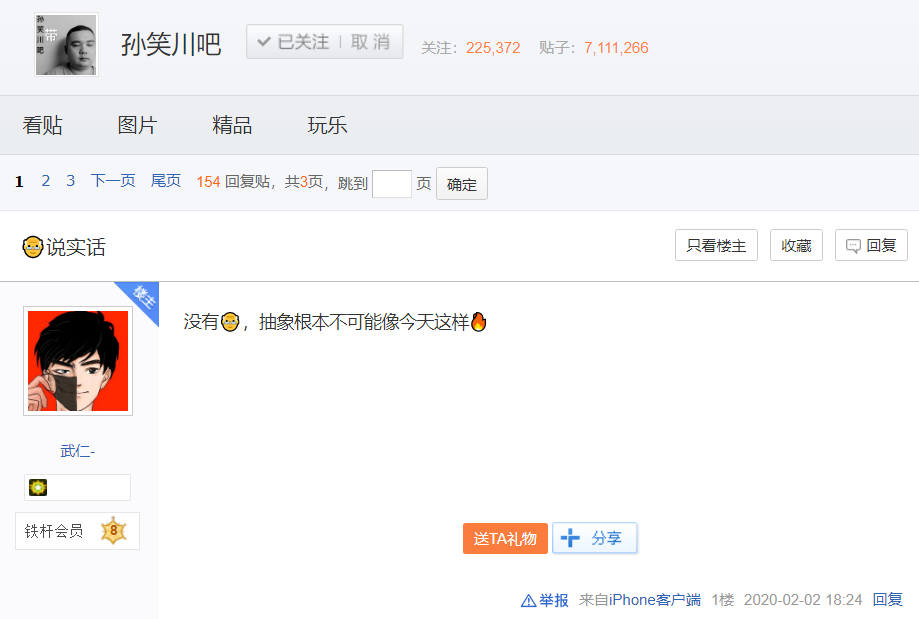 孙笑川吧
带
孙笑川吧 已关注 取消 关注：225,372 贴子：7,111,266
看贴 图片 精品 玩乐
1 2 3 下一页 尾页 154 回复贴，共3页，跳到 页 确定
👴说实话 只看楼主 收藏 回复
楼主
没有👴，抽象根本不可能像今天这样🔥
武仁-
铁杆会员 8
送TA礼物 分享
举报 来自iPhone客户端 1楼 2020-02-02 18:24 回复